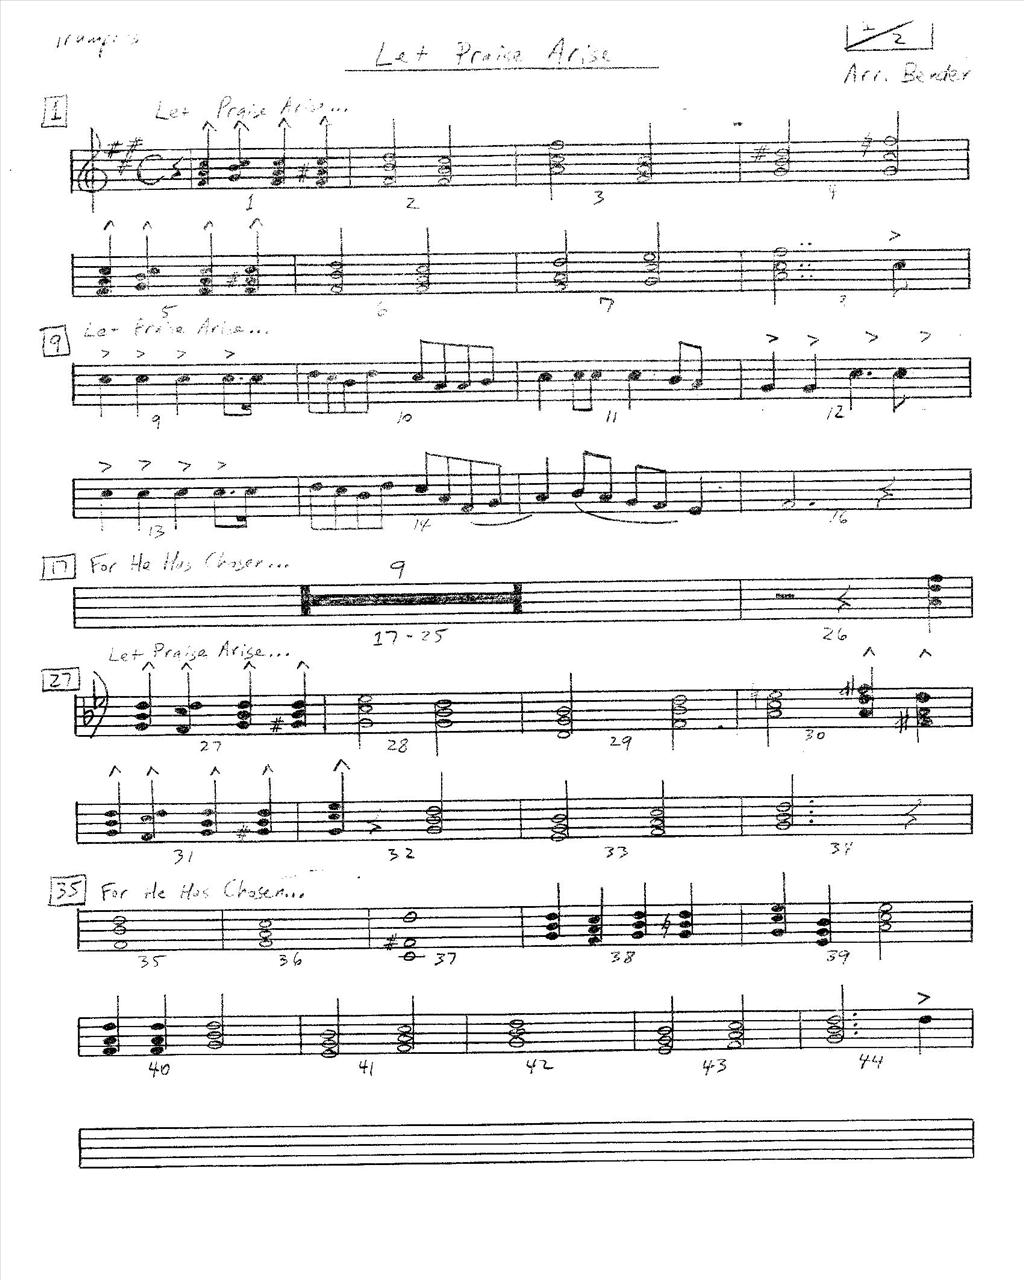 Trumpets
1/2
Let Praise Arise
Arr. Bender
1 Let Praise Arise...
1 2 3 4
5 6 7 8
9 Let Praise Arise...
9 10 11 12
13 14 16
17 For He Has Chosen...
9
17-25 26
Let Praise Arise...
27
27 28 29 30
31 32 33 34
35 For He Has Chosen...
35 36 37 38 39
40 41 42 43 44